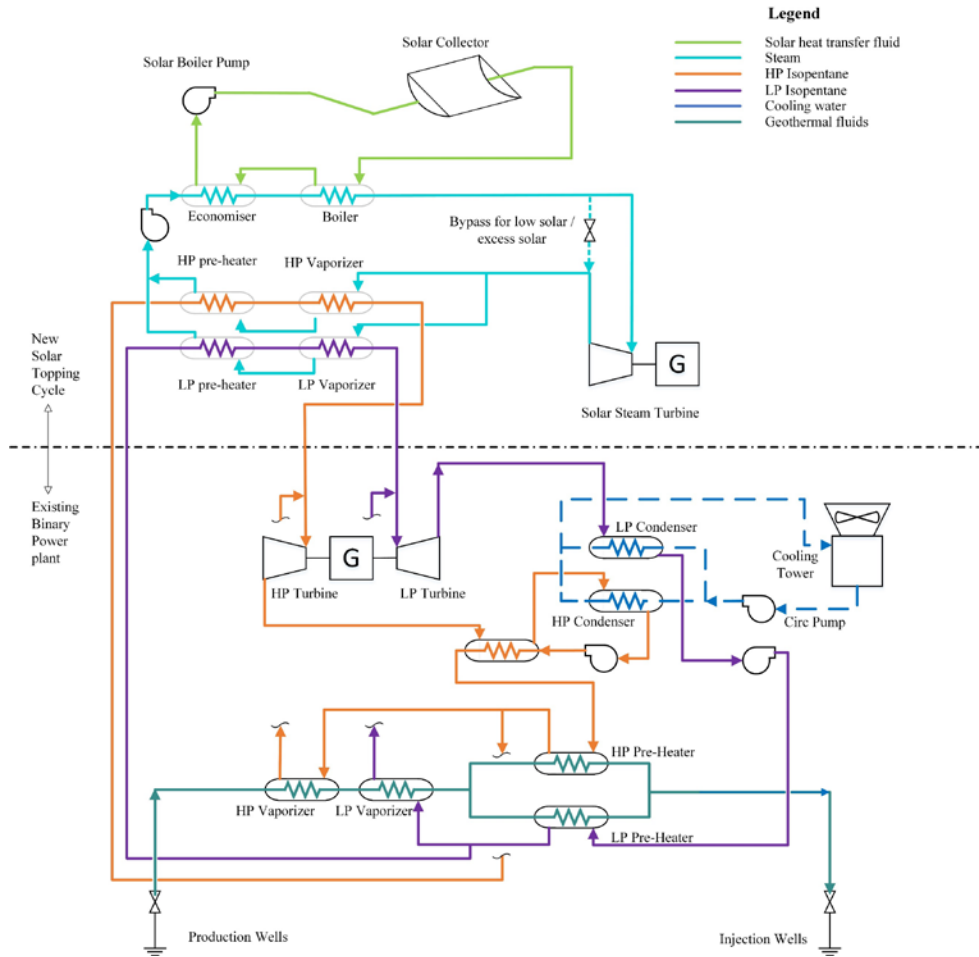 Legend
Solar heat transfer fluid
Steam
HP Isopentane
LP Isopentane
Cooling water
Geothermal fluids
Solar Collector
Solar Boiler Pump
Economiser
Boiler
Bypass for low solar /
excess solar
HP pre-heater
HP Vaporizer
LP pre-heater
LP Vaporizer
G
Solar Steam Turbine
New
Solar
Topping
Cycle
Existing
Binary
Power
plant
G
HP Turbine
LP Turbine
LP Condenser
Cooling
Tower
HP Condenser
Circ Pump
HP Pre-Heater
HP Vaporizer
LP Vaporizer
LP Pre-Heater
Production Wells
Injection Wells